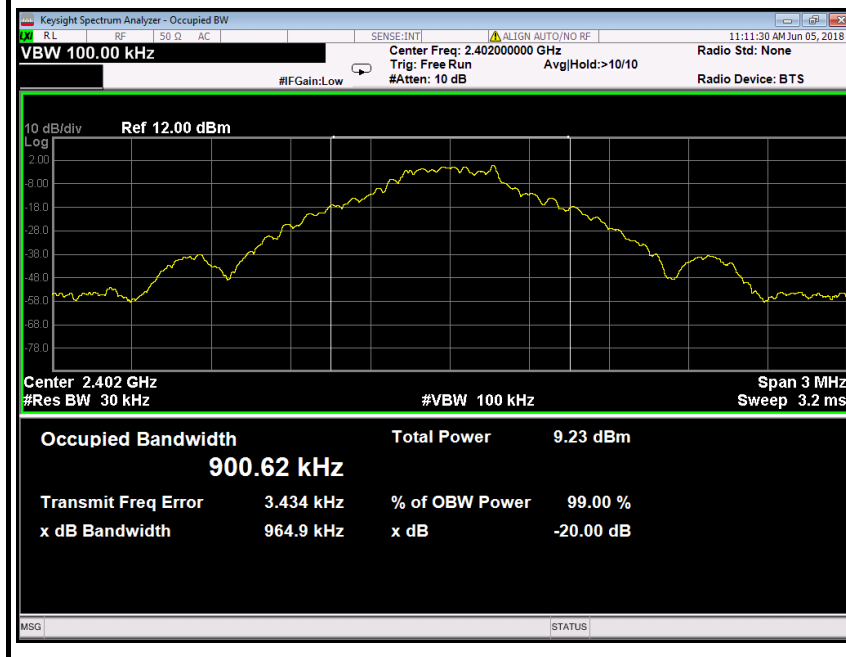 Keysight Spectrum Analyzer - Occupied BW
LXI RL RF 50 Ω AC SENSE:INT ALIGN AUTO/NO RF 11:11:30 AM Jun 05, 2018
VBW 100.00 kHz Center Freq: 2.402000000 GHz Radio Std: None
Trig: Free Run Avg|Hold:>10/10
#IFGain:Low #Atten: 10 dB Radio Device: BTS
10 dB/div Ref 12.00 dBm
Log
2.00
-8.00
-18.0
-28.0
-38.0
-48.0
-58.0
-68.0
-78.0
Center 2.402 GHz Span 3 MHz
#Res BW 30 kHz #VBW 100 kHz Sweep 3.2 ms
Occupied Bandwidth Total Power 9.23 dBm
900.62 kHz
Transmit Freq Error 3.434 kHz % of OBW Power 99.00 %
x dB Bandwidth 964.9 kHz x dB -20.00 dB
MSG STATUS